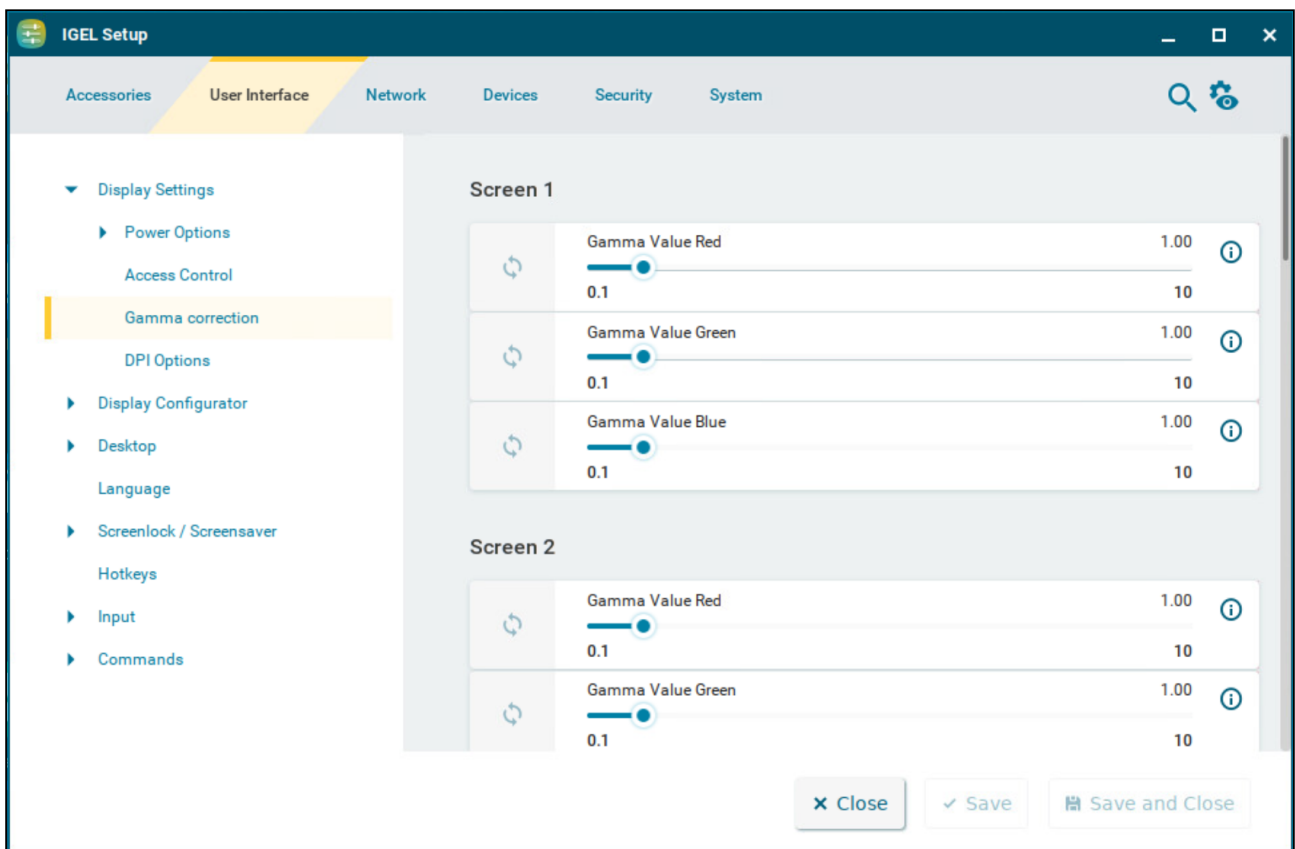 IGEL Setup
Accessories
User Interface
Network
Devices
Security
System
Display Settings
Power Options
Access Control
Gamma correction
DPI Options
Display Configurator
Desktop
Language
Screenlock / Screensaver
Hotkeys
Input
Commands
Screen 1
Gamma Value Red
1.00
0.1
10
Gamma Value Green
1.00
0.1
10
Gamma Value Blue
1.00
0.1
10
Screen 2
Gamma Value Red
1.00
0.1
10
Gamma Value Green
1.00
0.1
10
Close
Save
Save and Close